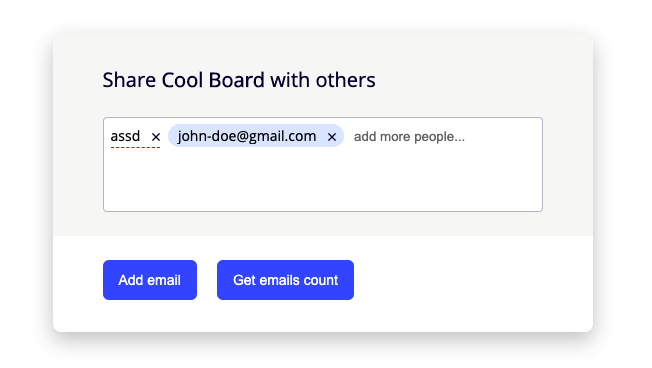 Share Cool Board with others
assd × john-doe@gmail.com × add more people...
Add email Get emails count